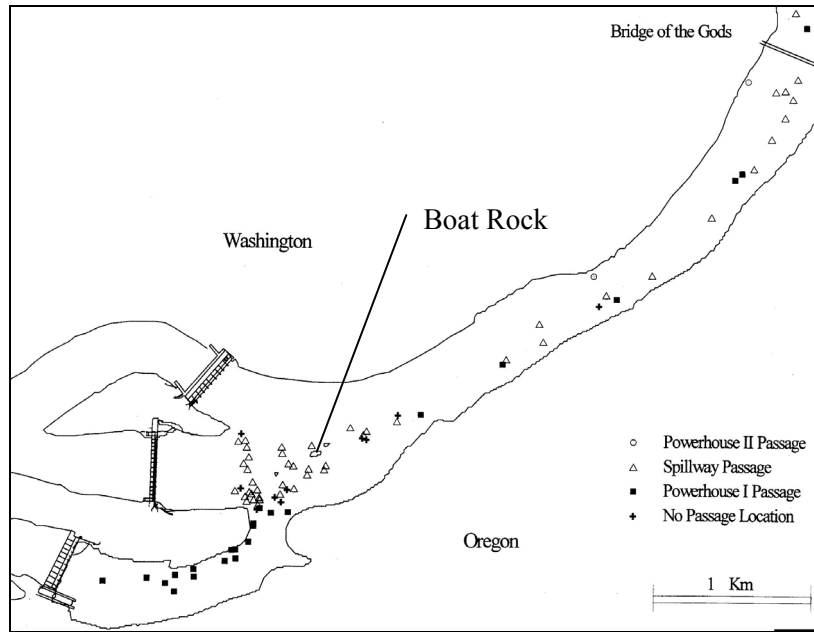 Bridge of the Gods
Boat Rock
Washington
Powerhouse II Passage
Spillway Passage
Powerhouse I Passage
No Passage Location
Oregon
1 Km